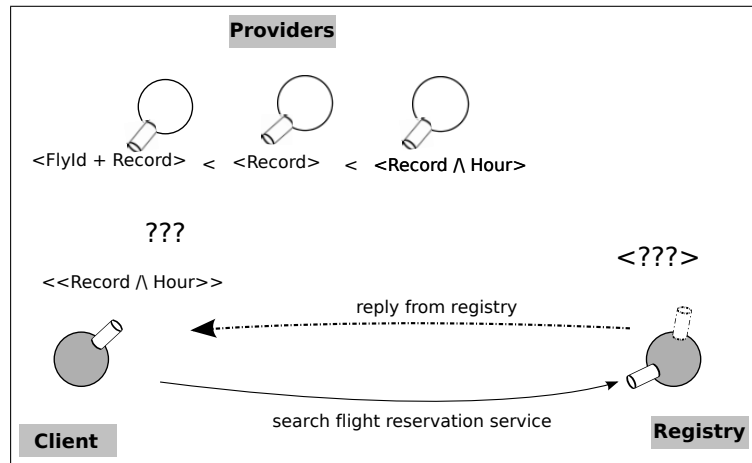 Providers
<FlyId + Record> < <Record> < <Record /\ Hour>
???
<???>
<<Record /\ Hour>>
reply from registry
search flight reservation service
Client
Registry